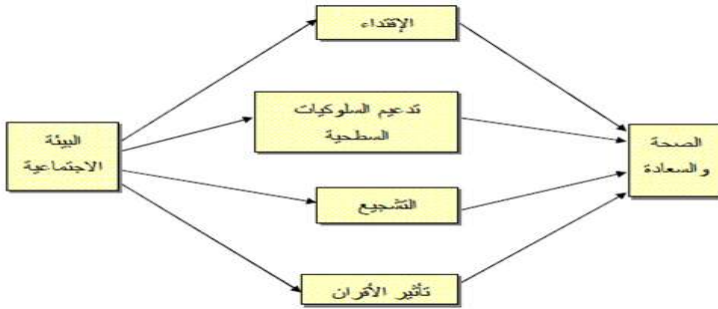 الإقتداء
تدعيم السلوكيات
السطحية
البيئة
الاجتماعية
الصحة
والسعادة
التشجيع
تأثير الأقران